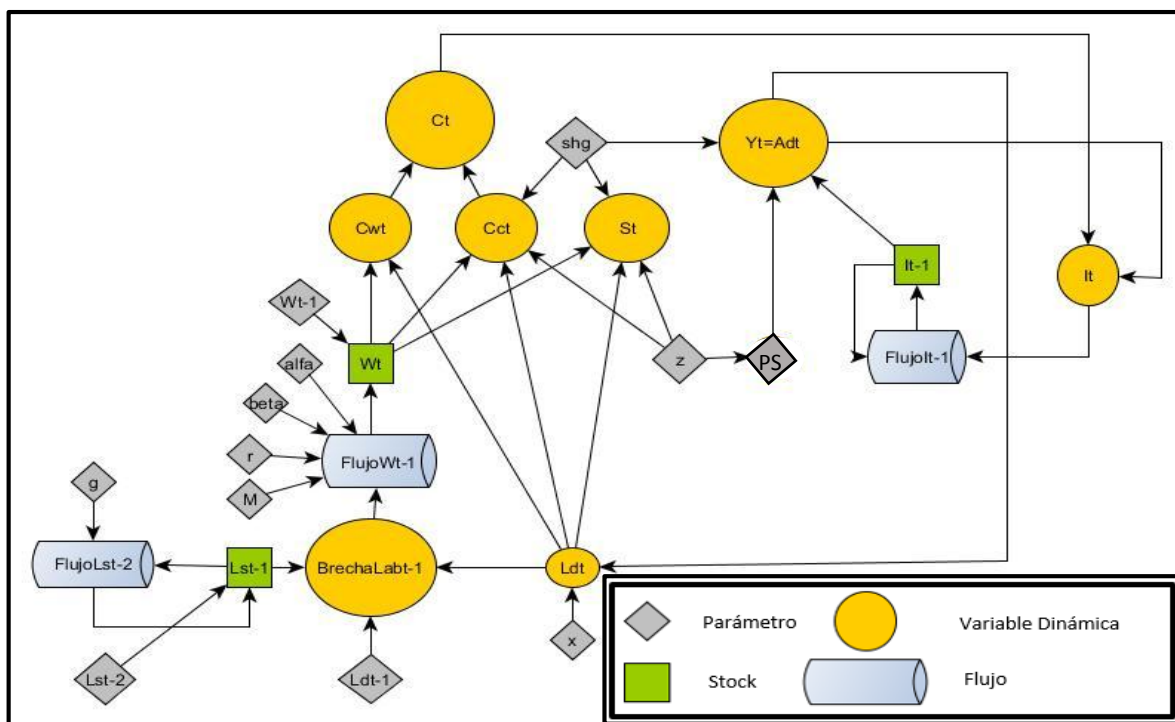 Ct
shg
Yt=Adt
Cwt
Cct
St
It-1
It
Wt-1
Wt
alfa
z
PS
FlujoIt-1
beta
r
FlujoWt-1
M
g
FlujoLst-2
Lst-1
BrechaLabt-1
Ldt
x
Lst-2
Ldt-1
Parámetro
Variable Dinámica
Stock
Flujo